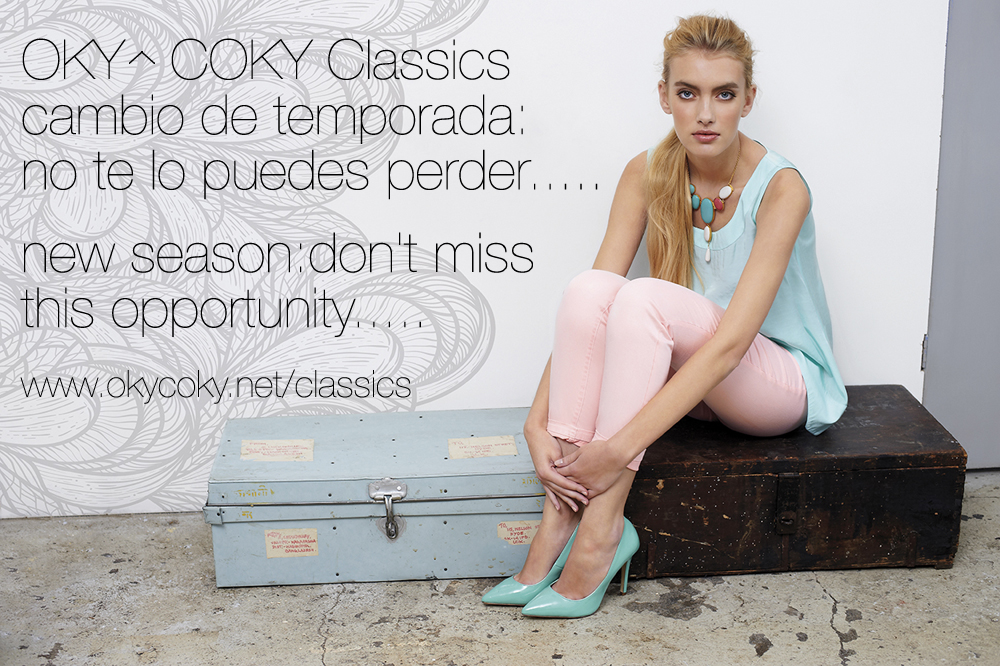 OKY^ COKY Classics
cambio de temporada:
no te lo puedes perder.....
new season:don't miss
this opportunity.....
www.okycoky.net/classics